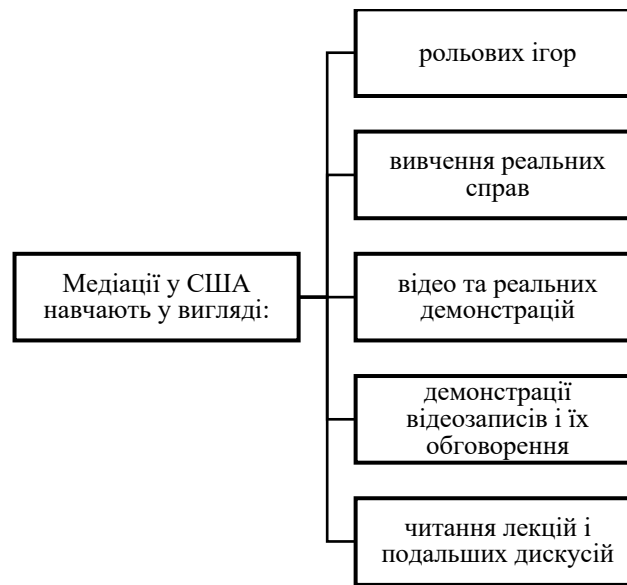 Медіації у США
навчають у вигляді:
рольових ігор
вивчення реальних
справ
відео та реальних
демонстрацій
демонстрації
відеозаписів і їх
обговорення
читання лекцій і
подальших дискусій